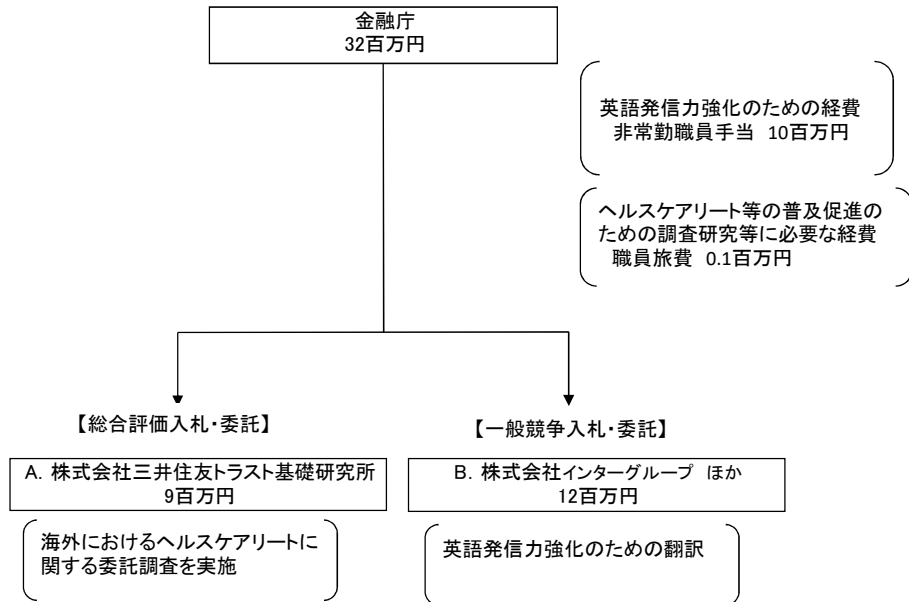 金融庁
32百万円
英語発信力強化のための経費
非常勤職員手当 10百万円
ヘルスケアリート等の普及促進の
ための調査研究等に必要な経費
職員旅費 0.1百万円
【総合評価入札・委託】
【一般競争入札・委託】
A. 株式会社三井住友トラスト基礎研究所
9百万円
B. 株式会社インターグループ ほか
12百万円
海外におけるヘルスケアリートに
関する委託調査を実施
英語発信力強化のための翻訳